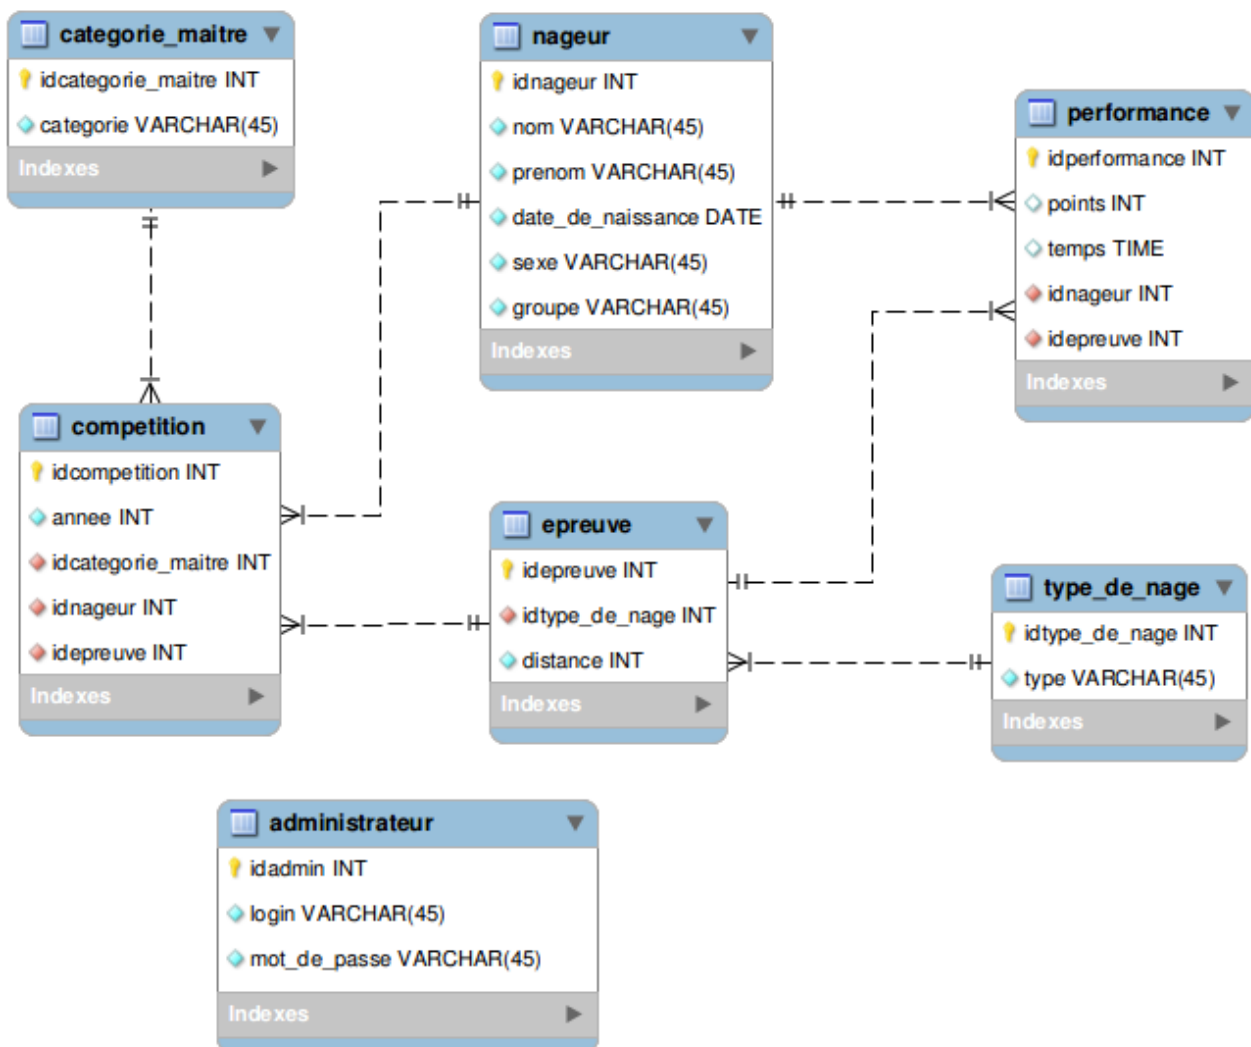 categorie_maitre
idcategorie_maitre INT
categorie VARCHAR(45)
Indexes
nageur
idnageur INT
nom VARCHAR(45)
prenom VARCHAR(45)
date_de_naissance DATE
sexe VARCHAR(45)
groupe VARCHAR(45)
Indexes
performance
idperformance INT
points INT
temps TIME
idnageur INT
idepreuve INT
Indexes
competition
idcompetition INT
annee INT
idcategorie_maitre INT
idnageur INT
idepreuve INT
Indexes
epreuve
idepreuve INT
idtype_de_nage INT
distance INT
Indexes
type_de_nage
idtype_de_nage INT
type VARCHAR(45)
Indexes
administrateur
idadmin INT
login VARCHAR(45)
mot_de_passe VARCHAR(45)
Indexes